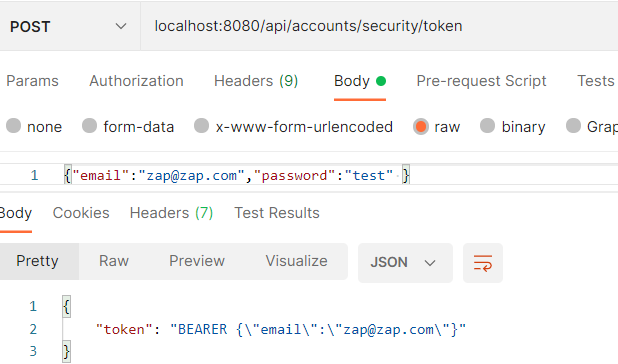 POST localhost:8080/api/accounts/security/token
Params Authorization Headers (9) Body Pre-request Script Tests
none form-data x-www-form-urlencoded raw binary Grap
1 {"email":"zap@zap.com","password":"test" }
Body Cookies Headers (7) Test Results
Pretty Raw Preview Visualize JSON
1 {
2 "token": "BEARER {\"email\":\"zap@zap.com\"}"
3 }